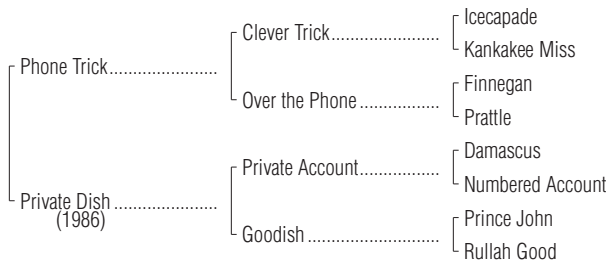 Icecapade
Clever Trick......................
Kankakee Miss
Phone Trick.............................
Finnegan
Over the Phone ......................
Prattle
Damascus
Private Account.....................
Numbered Account
Private Dish ............................
(1986)
Prince John
Goodish ...................................
Rullah Good